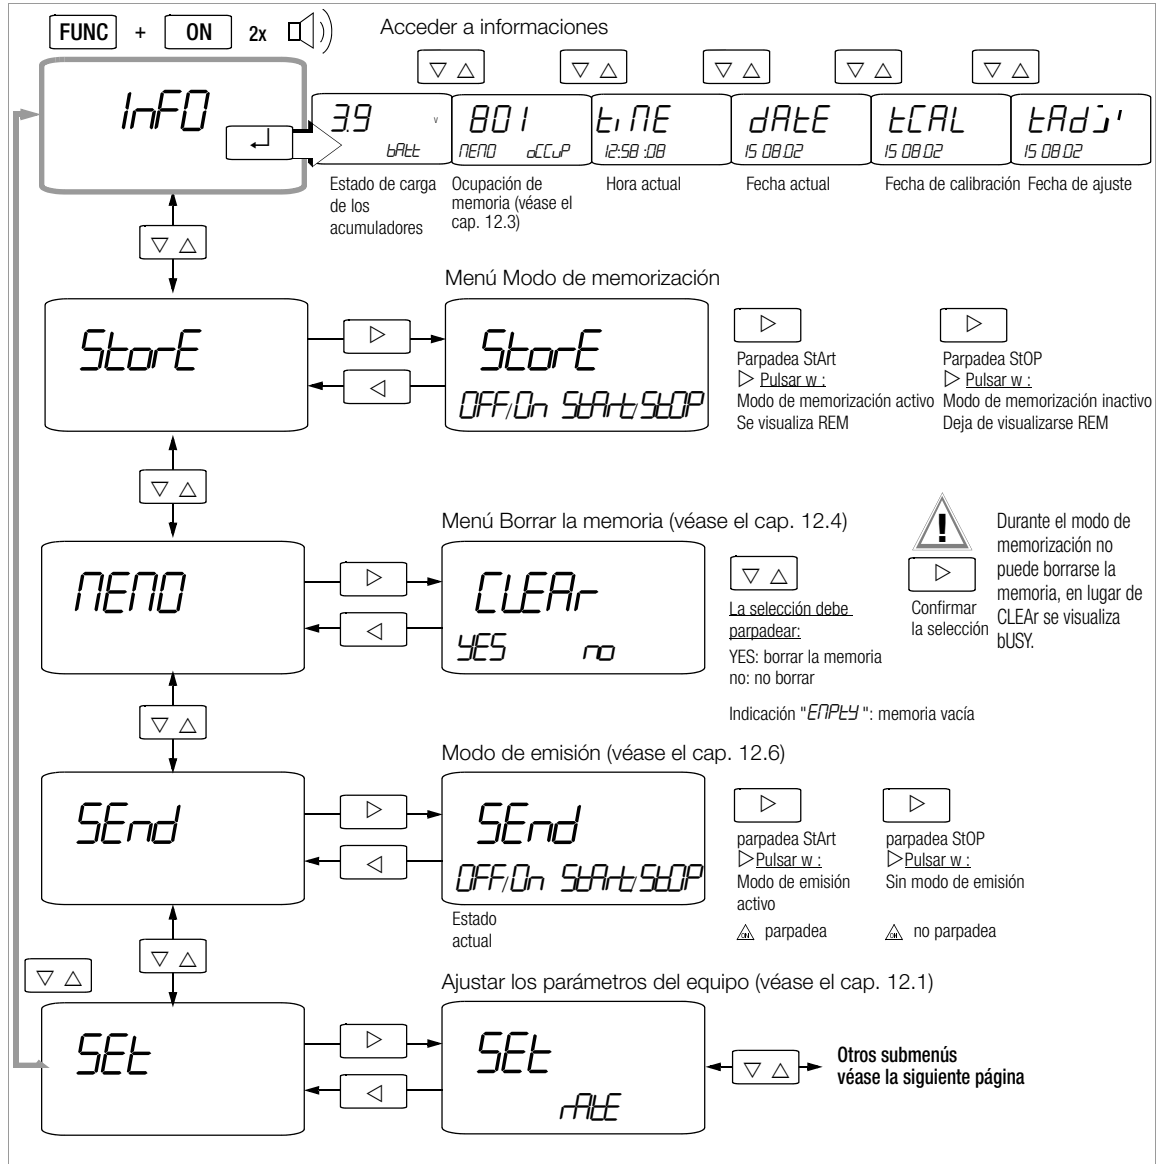 FUNC + ON 2x
Acceder a informaciones
InFO
3.9 V
bAtt
801
MEMO oCCuP
tiME
12:58 :08
dAtE
15 08 02
tCAL
15 08 02
tAdj
15 08 02
Estado de carga
de los
acumuladores
Ocupación de
memoria (véase el
cap. 12.3)
Hora actual
Fecha actual
Fecha de calibración
Fecha de ajuste
Menú Modo de memorización
StorE
StorE
OFF/On StArt/StOP
Parpadea StArt
Pulsar w :
Modo de memorización activo
Se visualiza REM
Parpadea StOP
Pulsar w :
Modo de memorización inactivo
Deja de visualizarse REM
Menú Borrar la memoria (véase el cap. 12.4)
MEMO
CLEAr
YES no
La selección debe
parpadear:
YES: borrar la memoria
no: no borrar
Indicación "EMPtY ": memoria vacía
Confirmar
la selección
Durante el modo de
memorización no
puede borrarse la
memoria, en lugar de
CLEAr se visualiza
bUSY.
Modo de emisión (véase el cap. 12.6)
SEnd
SEnd
OFF/On StArt/StOP
Estado
actual
parpadea StArt
Pulsar w :
Modo de emisión
activo
ON parpadea
parpadea StOP
Pulsar w :
Sin modo de emisión
ON no parpadea
Ajustar los parámetros del equipo (véase el cap. 12.1)
SEt
SEt
rAtE
Otros submenús
véase la siguiente página